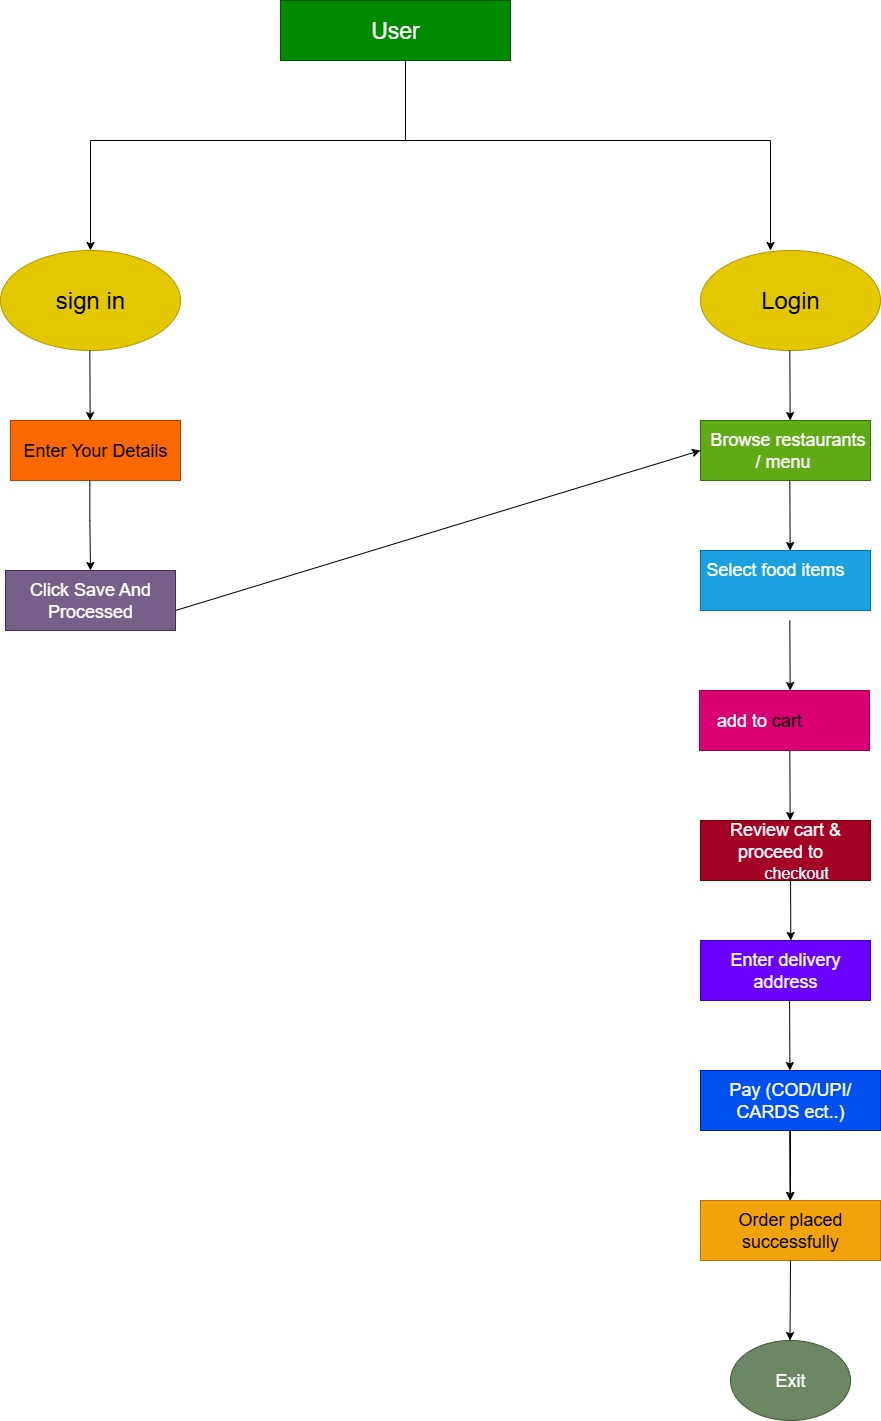 User
sign in
Login
Enter Your Details
Click Save And
Processed
Browse restaurants
/ menu
Select food items
add to cart
Review cart &
proceed to
checkout
Enter delivery
address
Pay (COD/UPI/
CARDS ect..)
Order placed
successfully
Exit